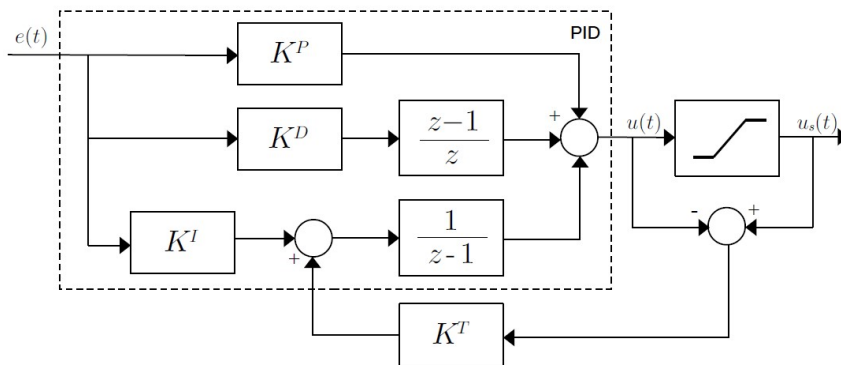 PID
e(t)
K^P
K^D
z−1
z
+
u(t)
u_s(t)
K^I
+
1
z-1
-
+
K^T